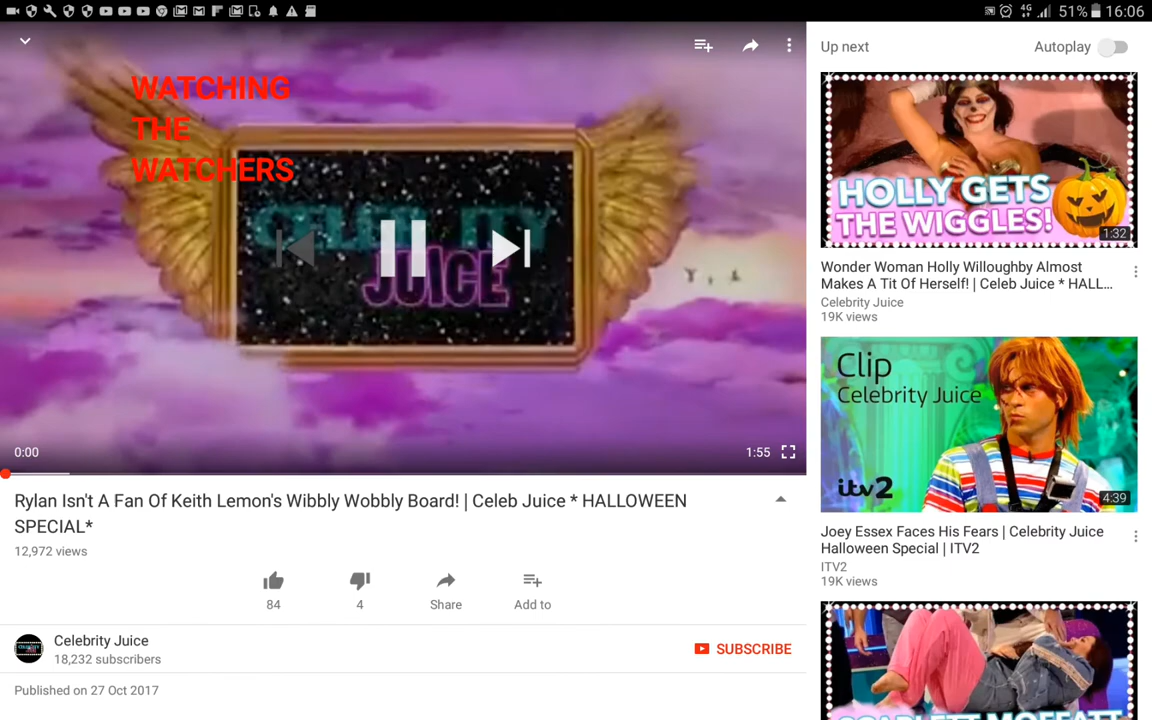 4G 51% 16:06
WATCHING
THE
WATCHERS
JUICE
0:00
1:55
Rylan Isn't A Fan Of Keith Lemon's Wibbly Wobbly Board! | Celeb Juice * HALLOWEEN
SPECIAL*
12,972 views
84
4
Share
Add to
Celebrity Juice
18,232 subscribers
SUBSCRIBE
Published on 27 Oct 2017
Up next
Autoplay
HOLLY GETS
THE WIGGLES!
1:32
Wonder Woman Holly Willoughby Almost
Makes A Tit Of Herself! | Celeb Juice * HALL...
Celebrity Juice
19K views
Clip
Celebrity Juice
itv2
4:39
Joey Essex Faces His Fears | Celebrity Juice
Halloween Special | ITV2
ITV2
19K views
SCARLETT MOFFATT